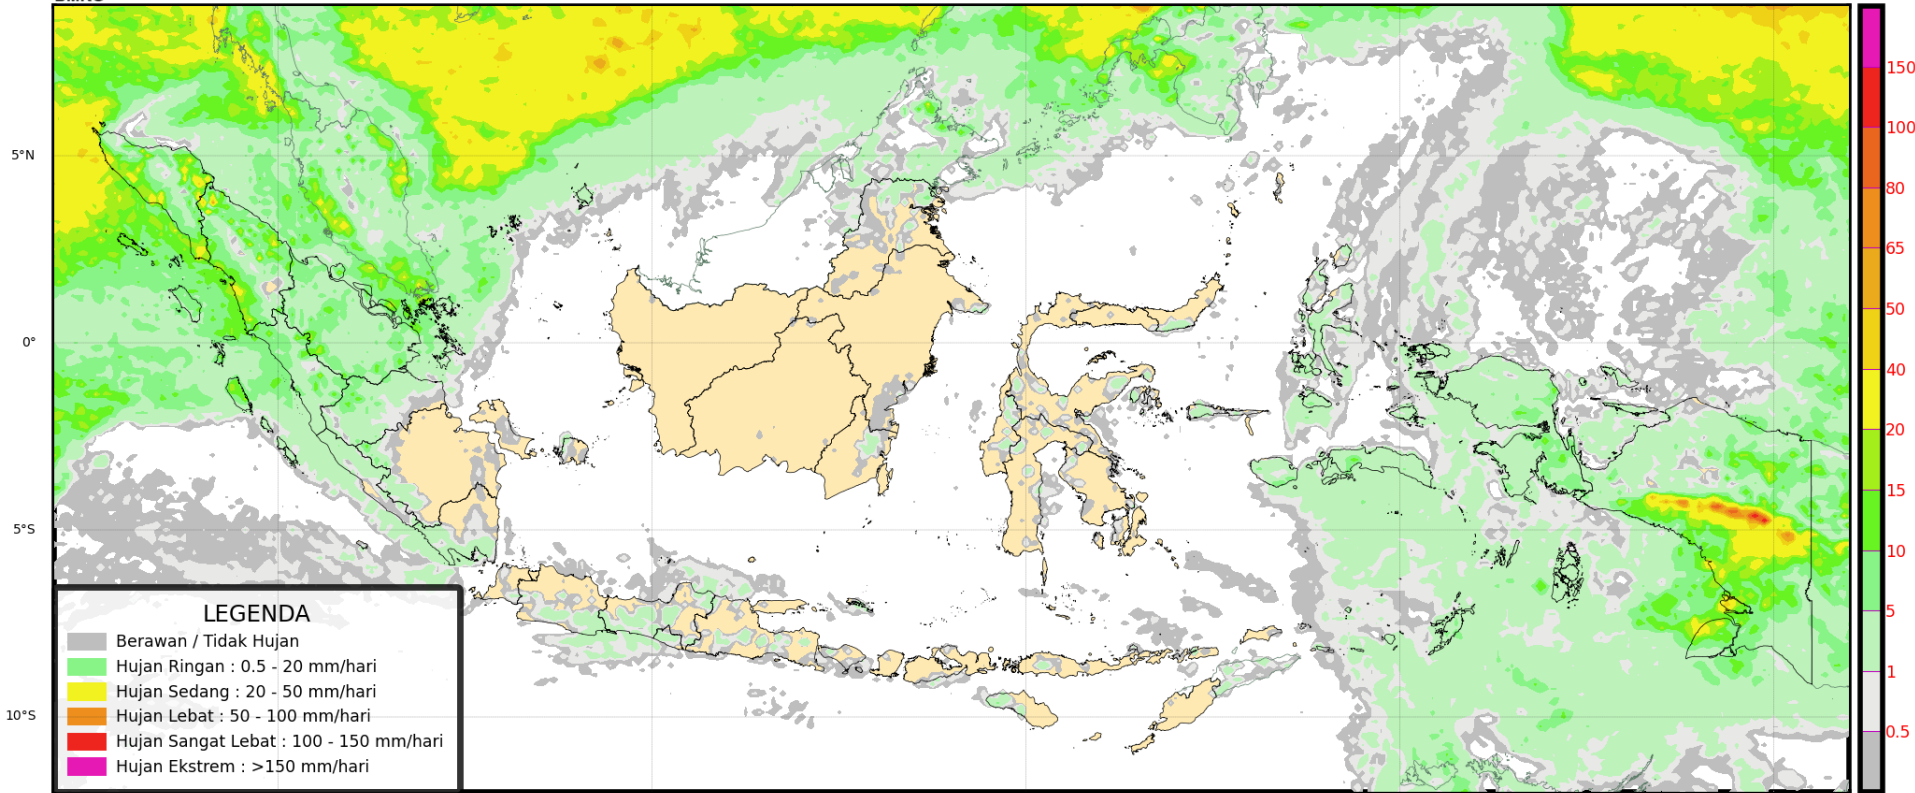 5°N
0°
5°S
10°S
LEGENDA
Berawan / Tidak Hujan
Hujan Ringan : 0.5 - 20 mm/hari
Hujan Sedang : 20 - 50 mm/hari
Hujan Lebat : 50 - 100 mm/hari
Hujan Sangat Lebat : 100 - 150 mm/hari
Hujan Ekstrem : >150 mm/hari
150
100
80
65
50
40
20
15
10
5
1
0.5